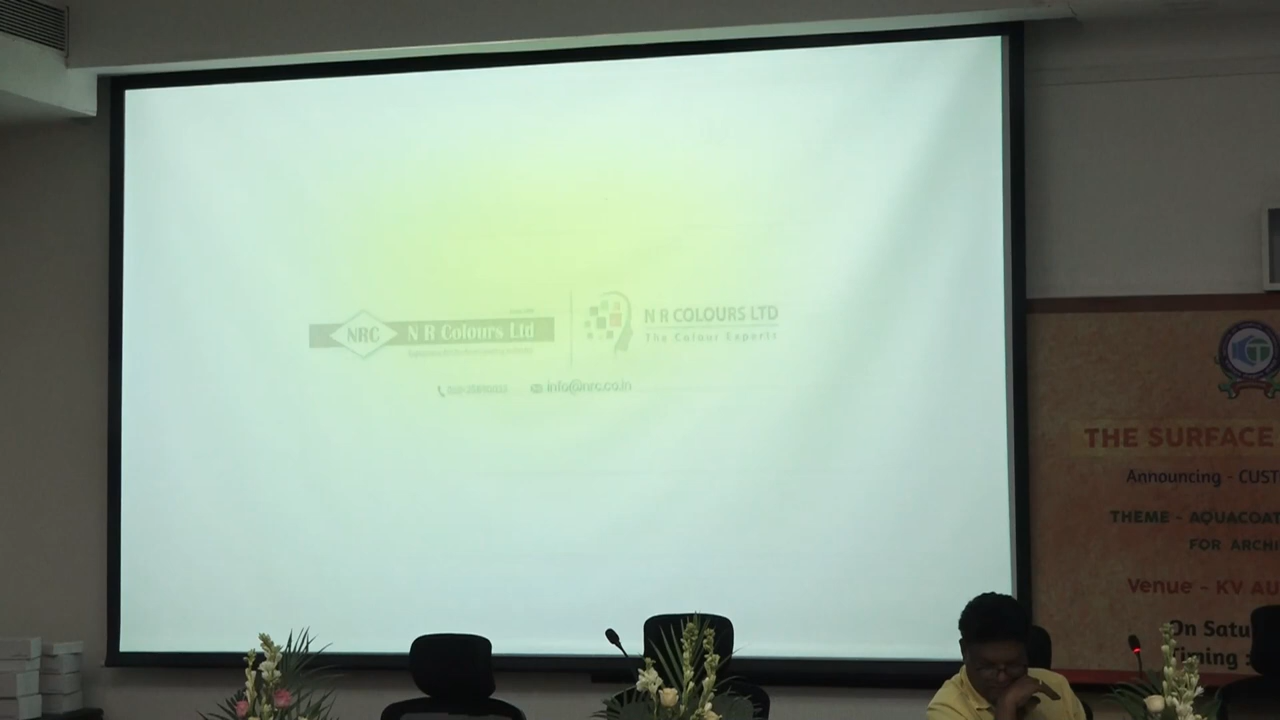 NRC N R Colours Ltd
N R COLOURS LTD
The Colour Experts
info@nrc.co.in
THE SURFACE
Announcing - CUST
THEME - AQUACOAT
FOR ARCHI
Venue - KV AU
On Satu
Timing :